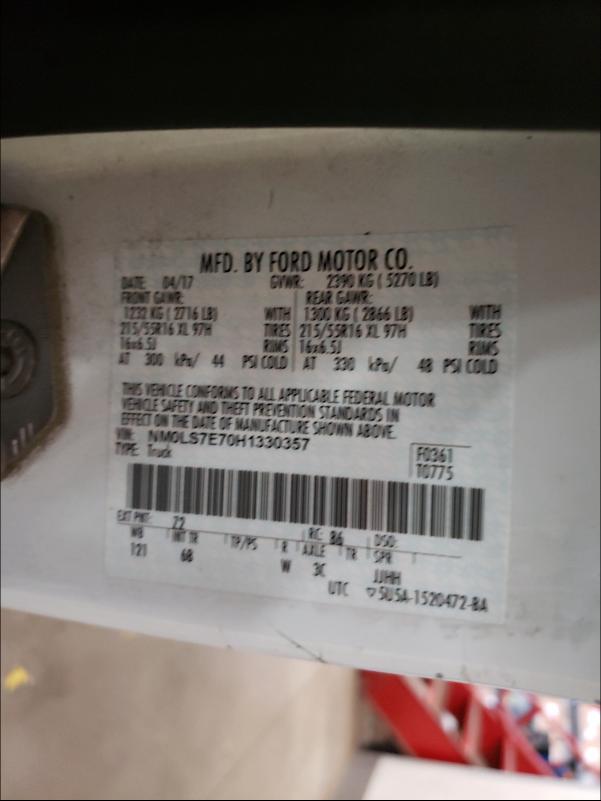 MFD. BY FORD MOTOR CO.
DATE: 04/17 GVWR: 2390 KG ( 5270 LB)
FRONT GAWR: REAR GAWR:
1232 KG ( 2716 LB) WITH 1300 KG ( 2866 LB) WITH
215/55R16 XL 97H TIRES 215/55R16 XL 97H TIRES
16x6.5J RIMS 16x6.5J RIMS
AT 300 kPa/ 44 PSI COLD AT 330 kPa/ 48 PSI COLD
THIS VEHICLE CONFORMS TO ALL APPLICABLE FEDERAL MOTOR
VEHICLE SAFETY AND THEFT PREVENTION STANDARDS IN
EFFECT ON THE DATE OF MANUFACTURE SHOWN ABOVE.
VIN: NM0LS7E70H1330357
TYPE: Truck
F0361
T0775
EXT PNT: Z2 RC: 86 DSO:
WB INT TR TP/PS R AXLE TR SPR
121 6B W 3C JJHH
UTC ▽5U5A-1520472-BA